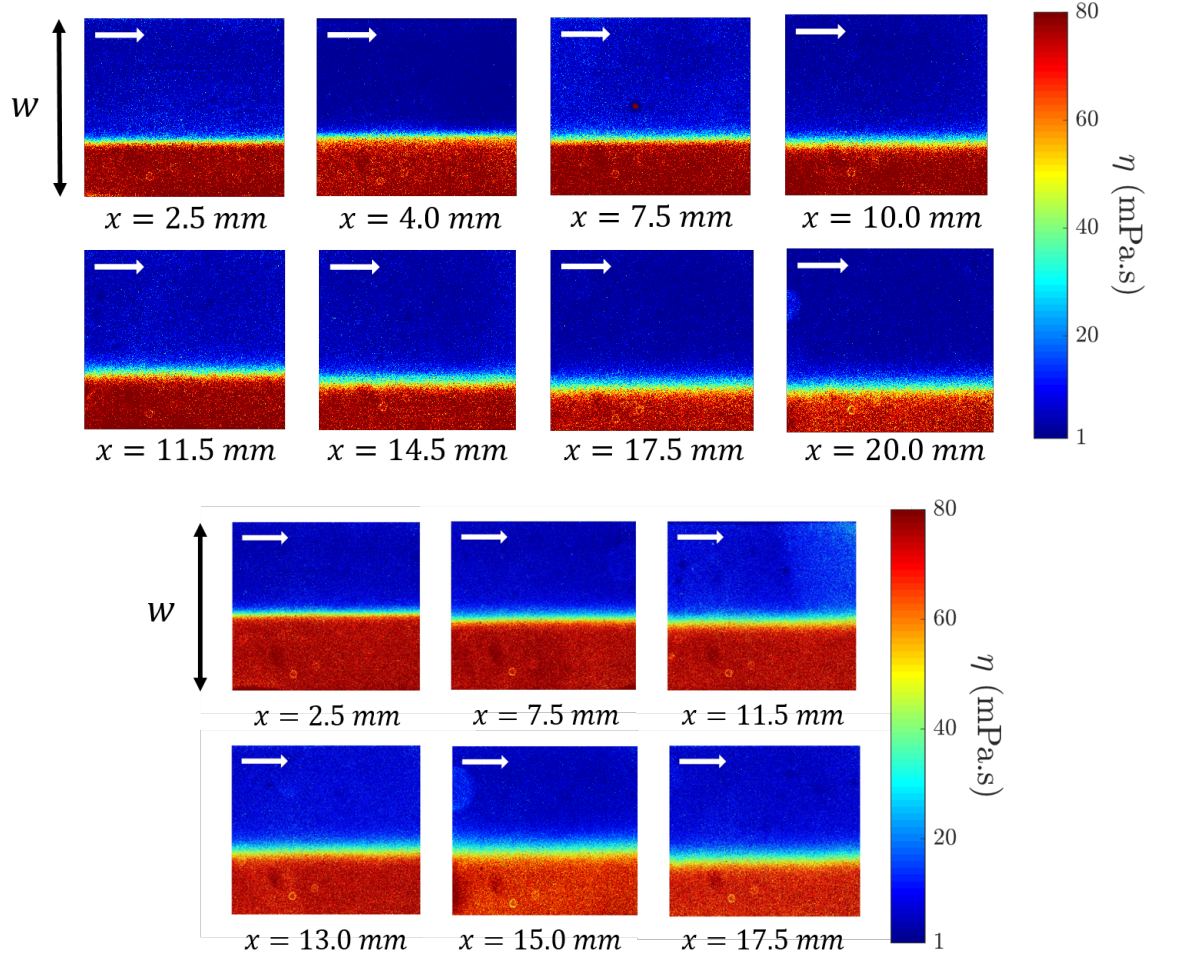 80
w
60
η (mPa.s)
x = 2.5 mm
x = 4.0 mm
x = 7.5 mm
x = 10.0 mm
40
20
x = 11.5 mm
x = 14.5 mm
x = 17.5 mm
x = 20.0 mm
1
80
w
60
η (mPa.s)
x = 2.5 mm
x = 7.5 mm
x = 11.5 mm
40
20
x = 13.0 mm
x = 15.0 mm
x = 17.5 mm
1